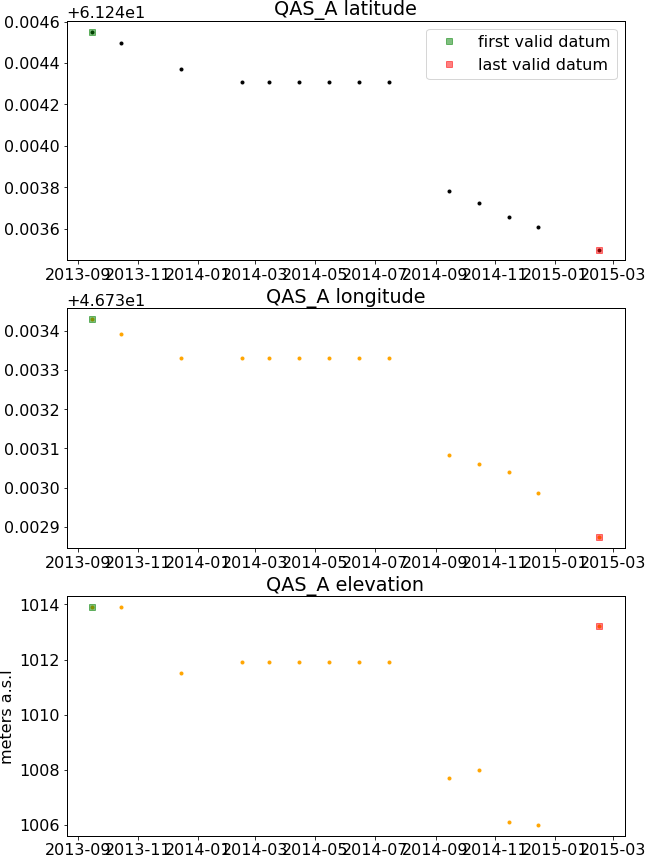 QAS_A latitude
+6.124e1
first valid datum
last valid datum
0.0046
0.0044
0.0042
0.0040
0.0038
0.0036
2013-09 2013-11 2014-01 2014-03 2014-05 2014-07 2014-09 2014-11 2015-01 2015-03
QAS_A longitude
+4.673e1
0.0034
0.0033
0.0032
0.0031
0.0030
0.0029
2013-09 2013-11 2014-01 2014-03 2014-05 2014-07 2014-09 2014-11 2015-01 2015-03
QAS_A elevation
meters a.s.l
1014
1012
1010
1008
1006
2013-09 2013-11 2014-01 2014-03 2014-05 2014-07 2014-09 2014-11 2015-01 2015-03